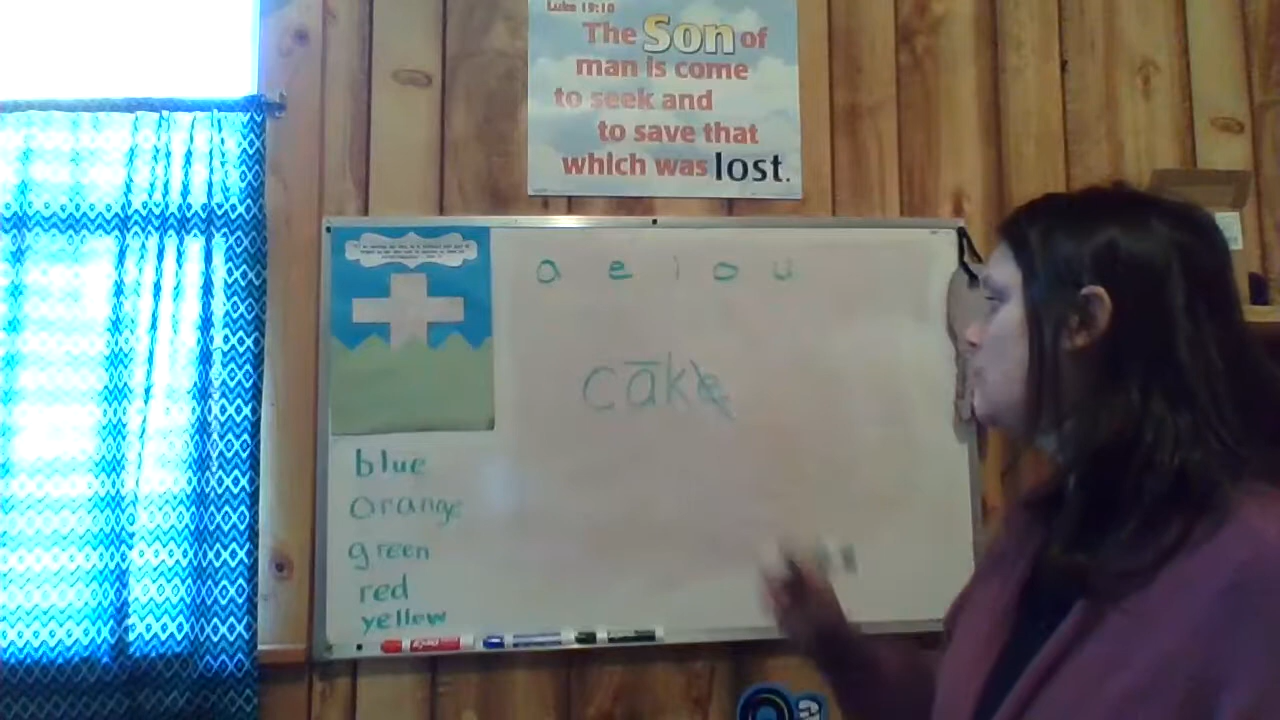 Luke 19:10
The Son of
man is come
to seek and
to save that
which was lost.
a e i o u
cāke
blue
orange
green
red
yellow
EXPO